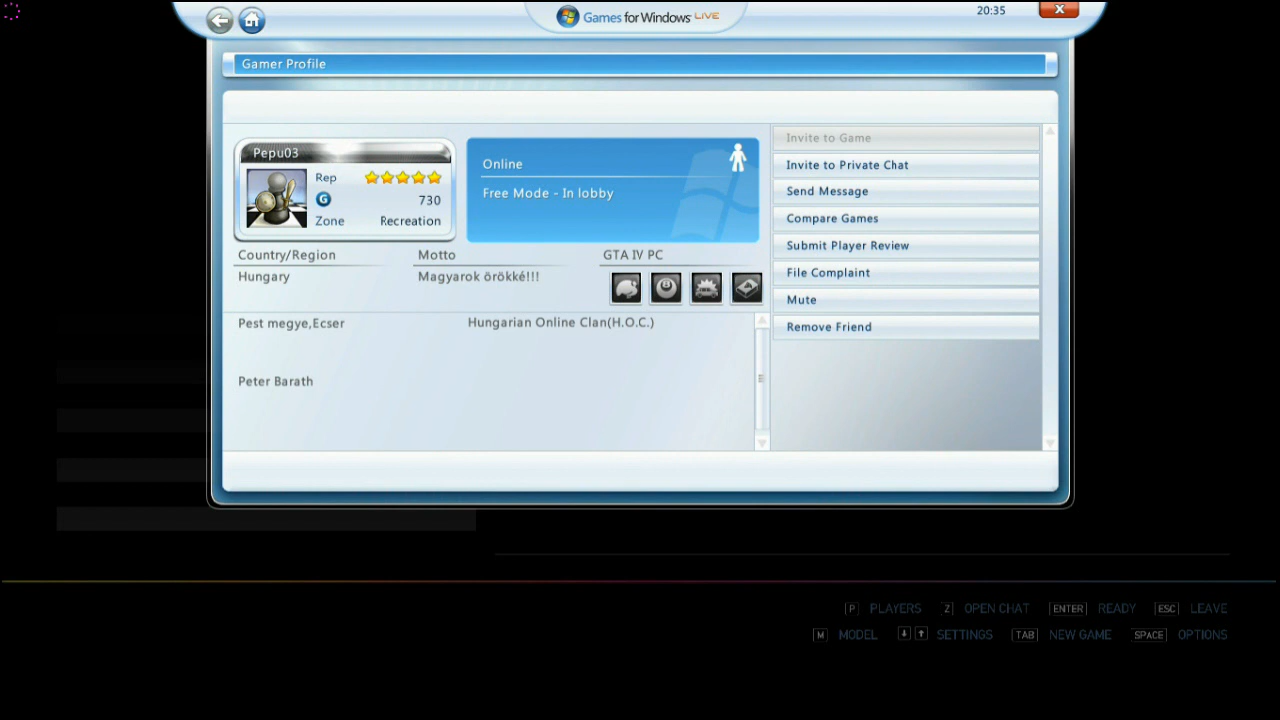 20:35
Games for Windows LIVE
Gamer Profile
Pepu03
Rep
G 730
Zone Recreation
Online
Free Mode - In lobby
Country/Region
Hungary
Motto
Magyarok örökké!!!
GTA IV PC
Pest megye,Ecser
Hungarian Online Clan(H.O.C.)
Peter Barath
Invite to Game
Invite to Private Chat
Send Message
Compare Games
Submit Player Review
File Complaint
Mute
Remove Friend
P PLAYERS Z OPEN CHAT ENTER READY ESC LEAVE
M MODEL SETTINGS TAB NEW GAME SPACE OPTIONS